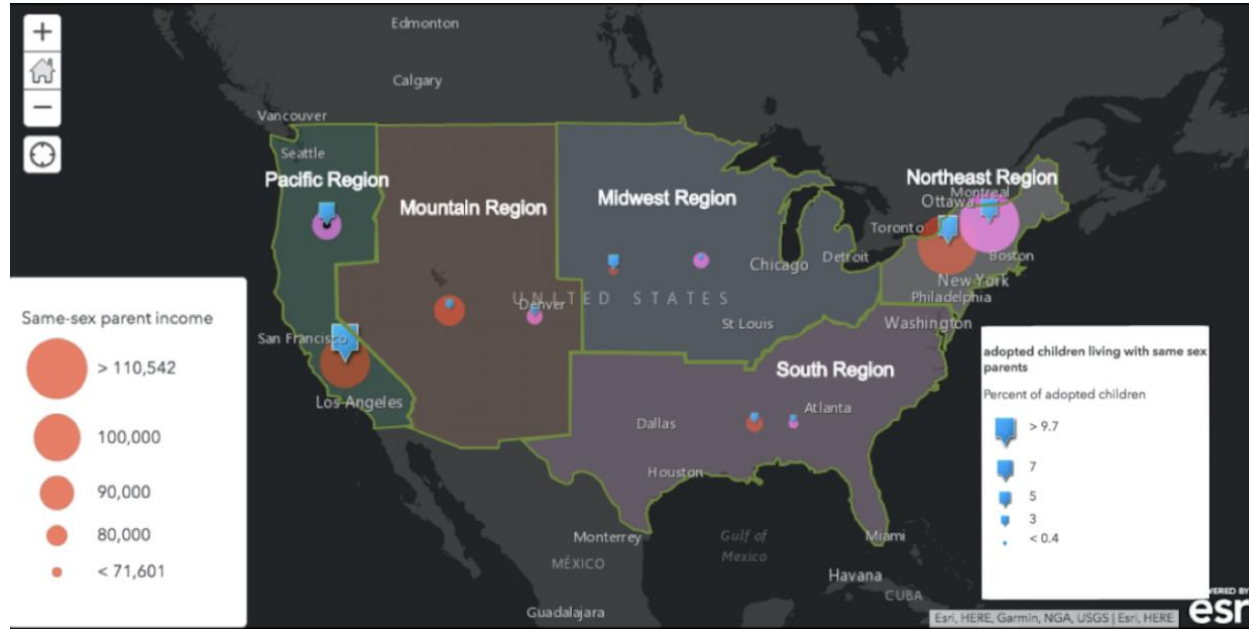 +
−
Edmonton
Calgary
Vancouver
Seattle
Pacific Region
Mountain Region
Midwest Region
Northeast Region
Montreal
Ottawa
Toronto
Boston
Chicago
Detroit
New York
Philadelphia
UNITED STATES
Denver
St Louis
Washington
San Francisco
Los Angeles
South Region
Dallas
Atlanta
Houston
Monterrey
Gulf of
Mexico
Miami
MÉXICO
Havana
CUBA
Guadalajara
Same-sex parent income
> 110,542
100,000
90,000
80,000
< 71,601
adopted children living with same sex
parents
Percent of adopted children
> 9.7
7
5
3
< 0.4
Esri, HERE, Garmin, NGA, USGS | Esri, HERE
esr